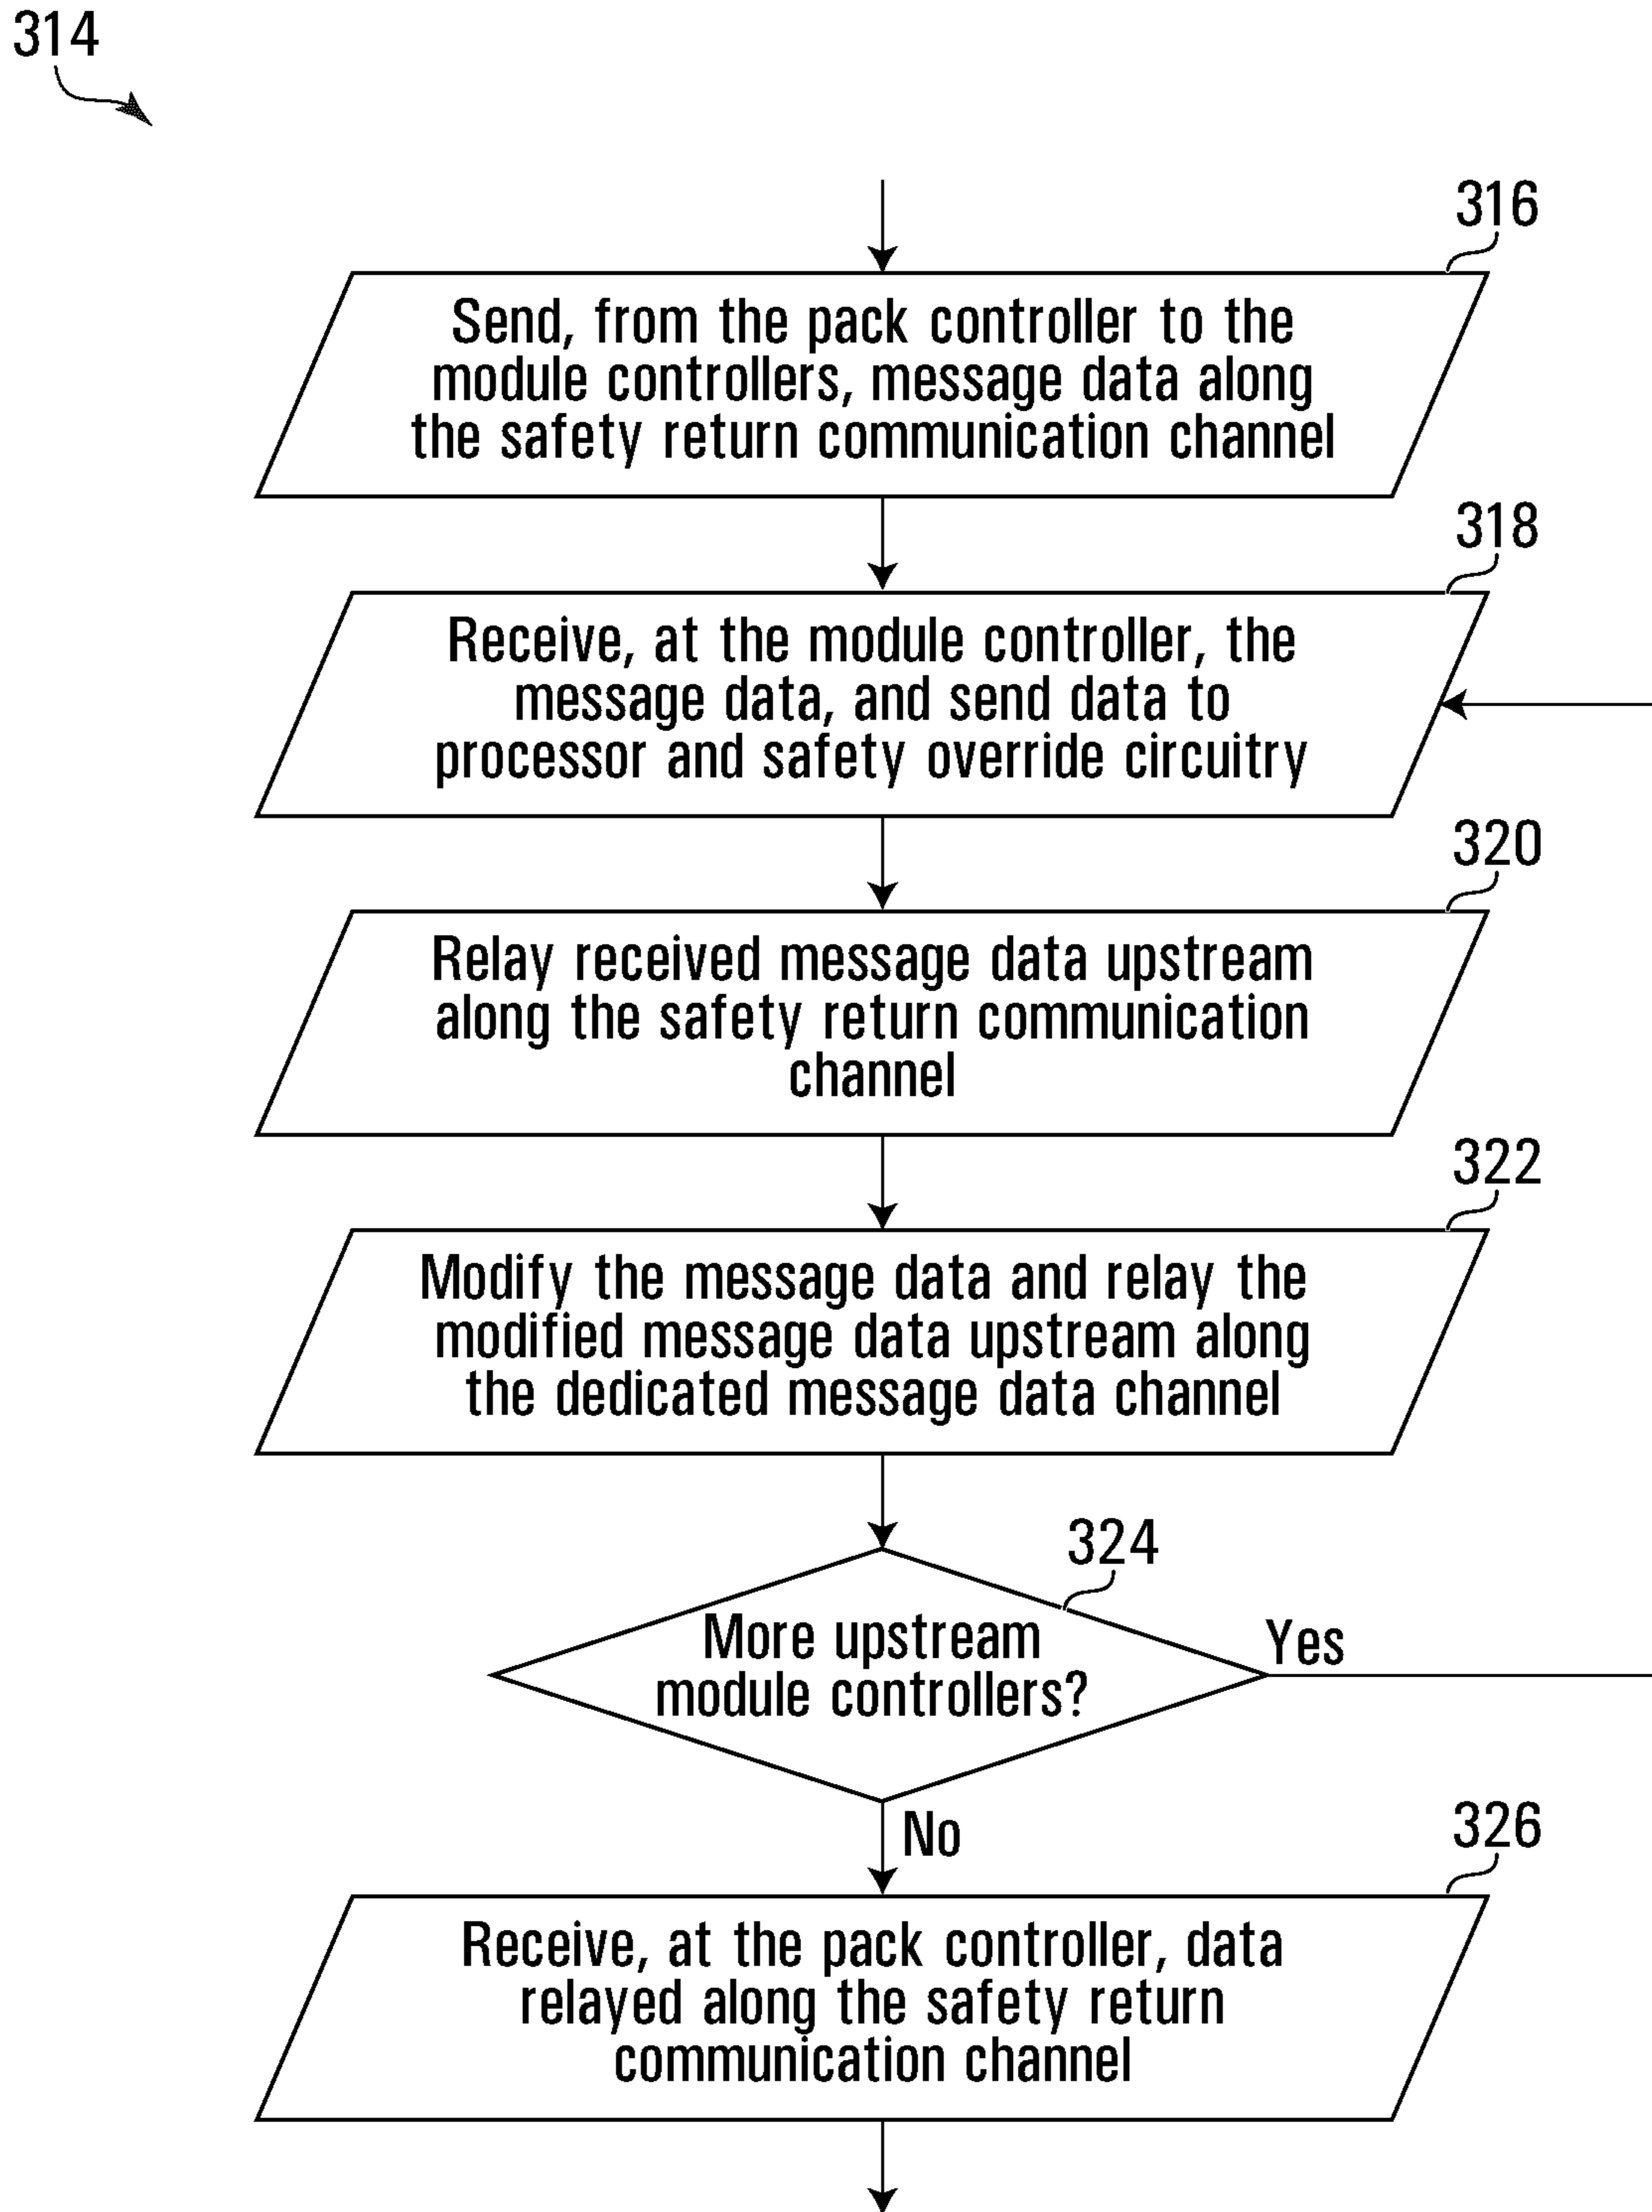 314
316
Send, from the pack controller to the
module controllers, message data along
the safety return communication channel
318
Receive, at the module controller, the
message data, and send data to
processor and safety override circuitry
320
Relay received message data upstream
along the safety return communication
channel
322
Modify the message data and relay the
modified message data upstream along
the dedicated message data channel
324
More upstream
module controllers?
Yes
No
326
Receive, at the pack controller, data
relayed along the safety return
communication channel